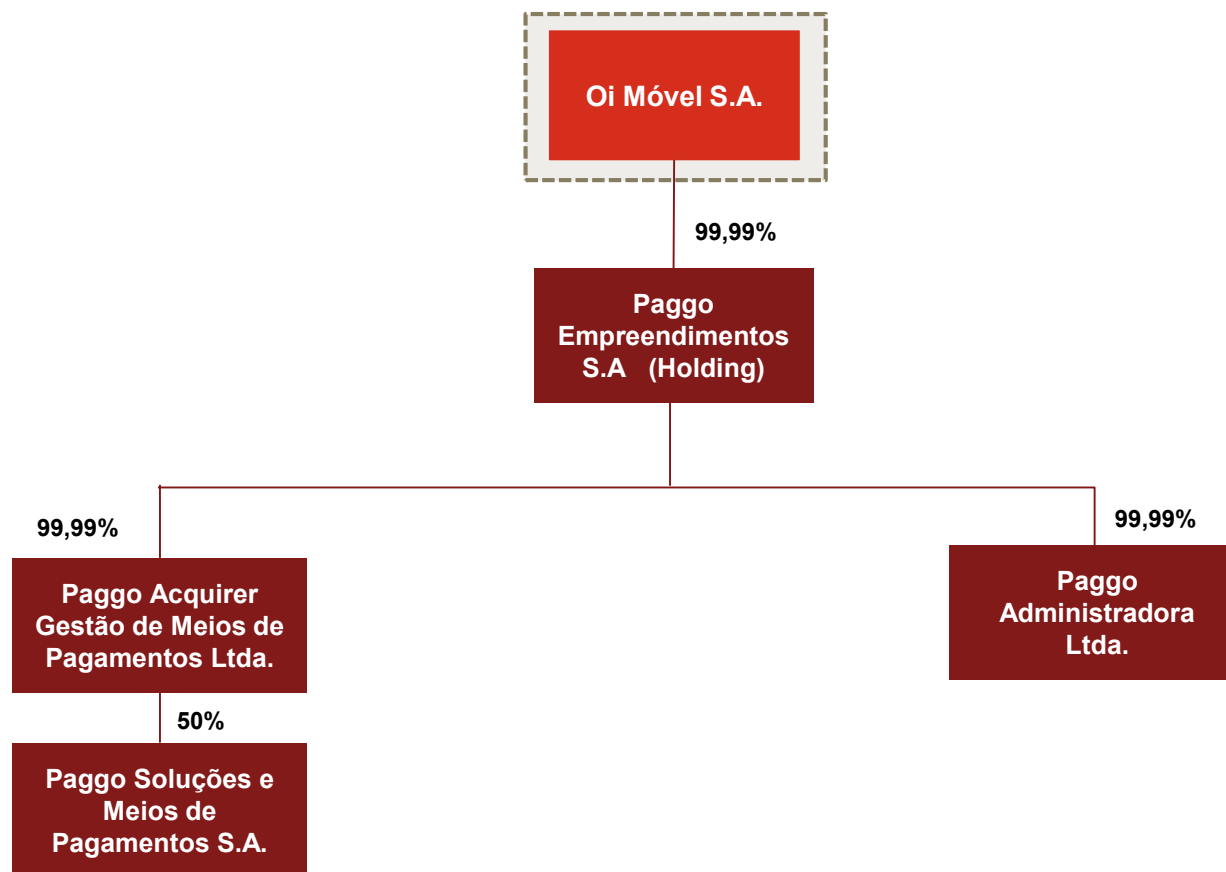 Oi Móvel S.A.
99,99%
Paggo
Empreendimentos
S.A (Holding)
99,99%
99,99%
Paggo Acquirer
Gestão de Meios de
Pagamentos Ltda.
Paggo
Administradora
Ltda.
50%
Paggo Soluções e
Meios de
Pagamentos S.A.